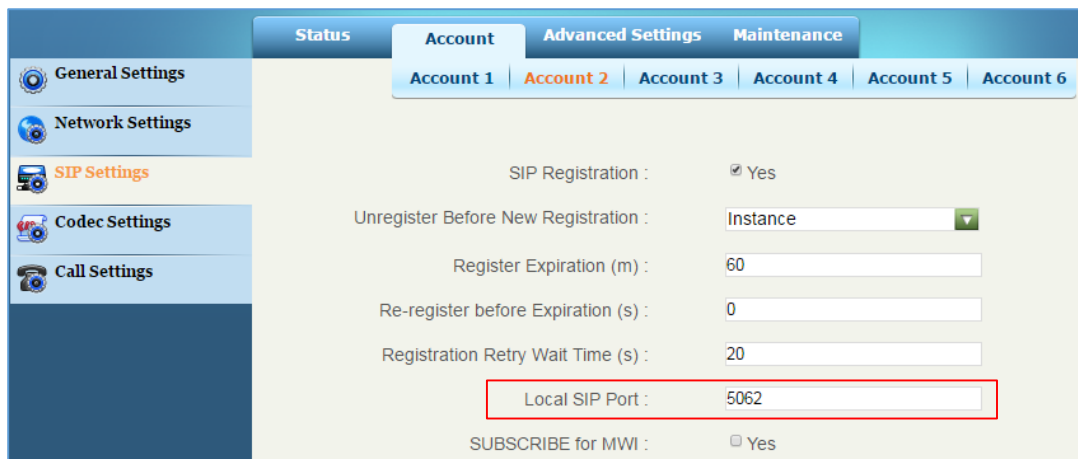 Status Account Advanced Settings Maintenance
Account 1 Account 2 Account 3 Account 4 Account 5 Account 6
General Settings
Network Settings
SIP Settings
Codec Settings
Call Settings
SIP Registration : Yes
Unregister Before New Registration : Instance
Register Expiration (m) : 60
Re-register before Expiration (s) : 0
Registration Retry Wait Time (s) : 20
Local SIP Port : 5062
SUBSCRIBE for MWI : Yes